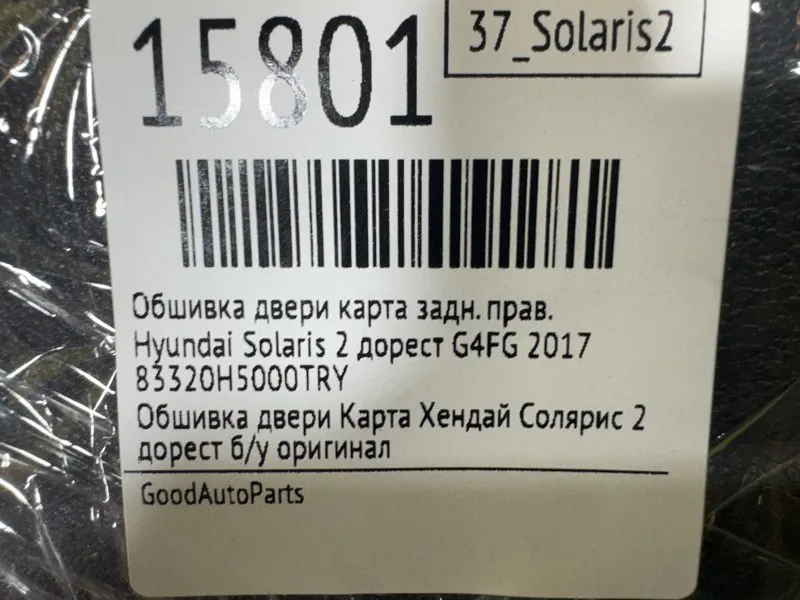 15801
37_Solaris2
Обшивка двери карта задн. прав.
Hyundai Solaris 2 дорест G4FG 2017
83320H5000TRY
Обшивка двери Карта Хендай Солярис 2
дорест б/у оригинал
GoodAutoParts